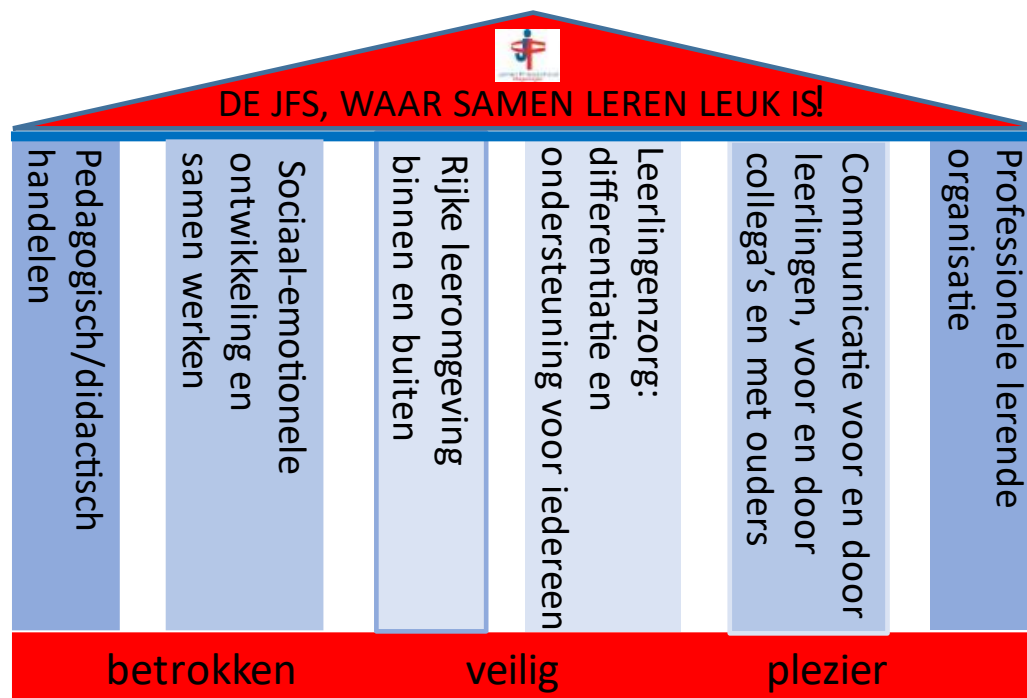 DE JFS, WAAR SAMEN LEREN LEUK IS!
Pedagogisch/didactisch
handelen
Sociaal-emotionele
ontwikkeling en
samen werken
Rijke leeromgeving
binnen en buiten
Leerlingenzorg:
differentiatie en
ondersteuning voor iedereen
Communicatie voor en door
leerlingen, voor en door
collega’s en met ouders
Professionele lerende
organisatie
betrokken
veilig
plezier